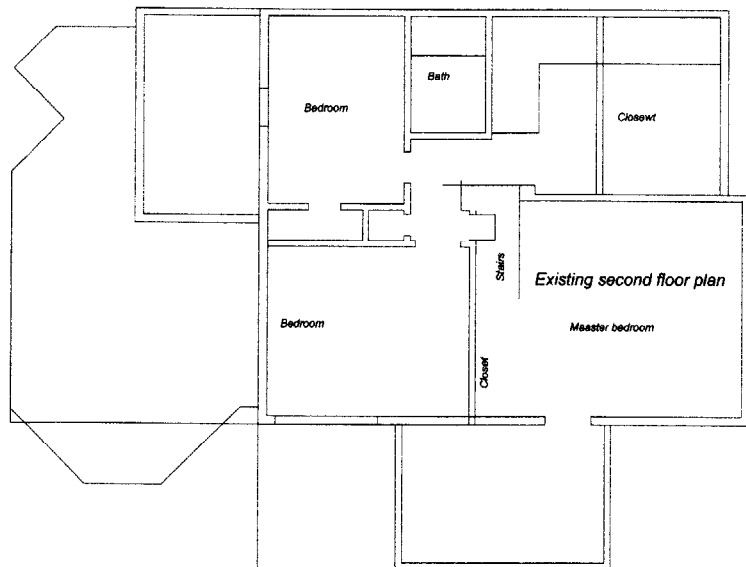 Bath
Bedroom
Closewt
Stairs
Existing second floor plan
Bedroom
Maaster bedroom
Closet